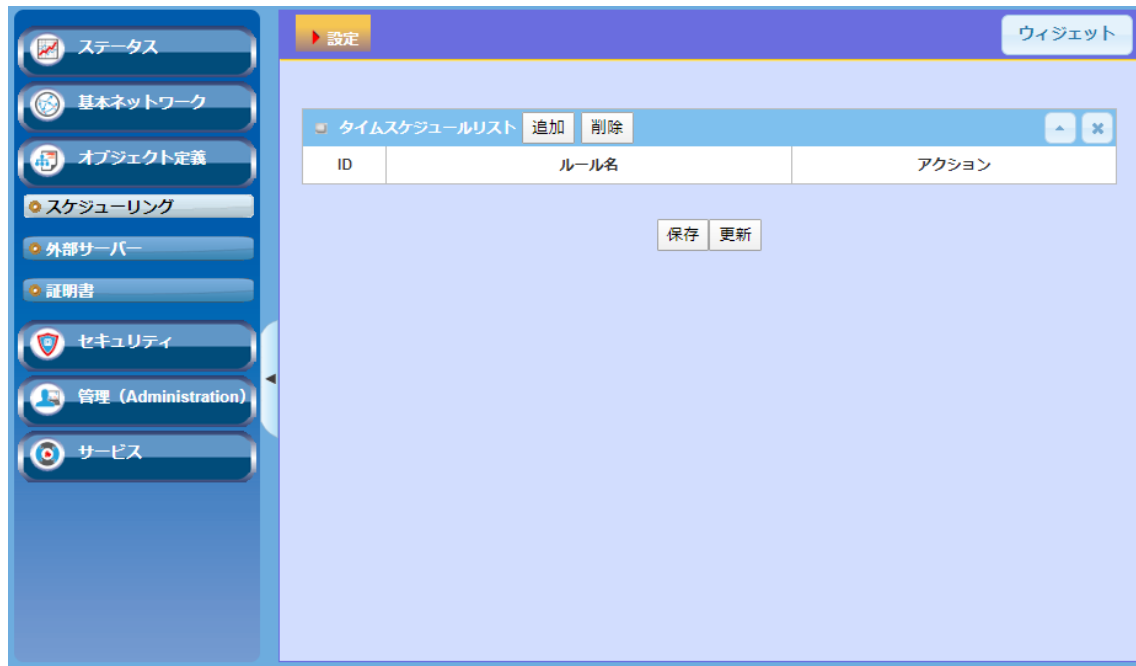 ステータス
基本ネットワーク
オブジェクト定義
スケジューリング
外部サーバー
証明書
セキュリティ
管理（Administration）
サービス
設定
ウィジェット
タイムスケジュールリスト 追加 削除
ID ルール名 アクション
保存 更新